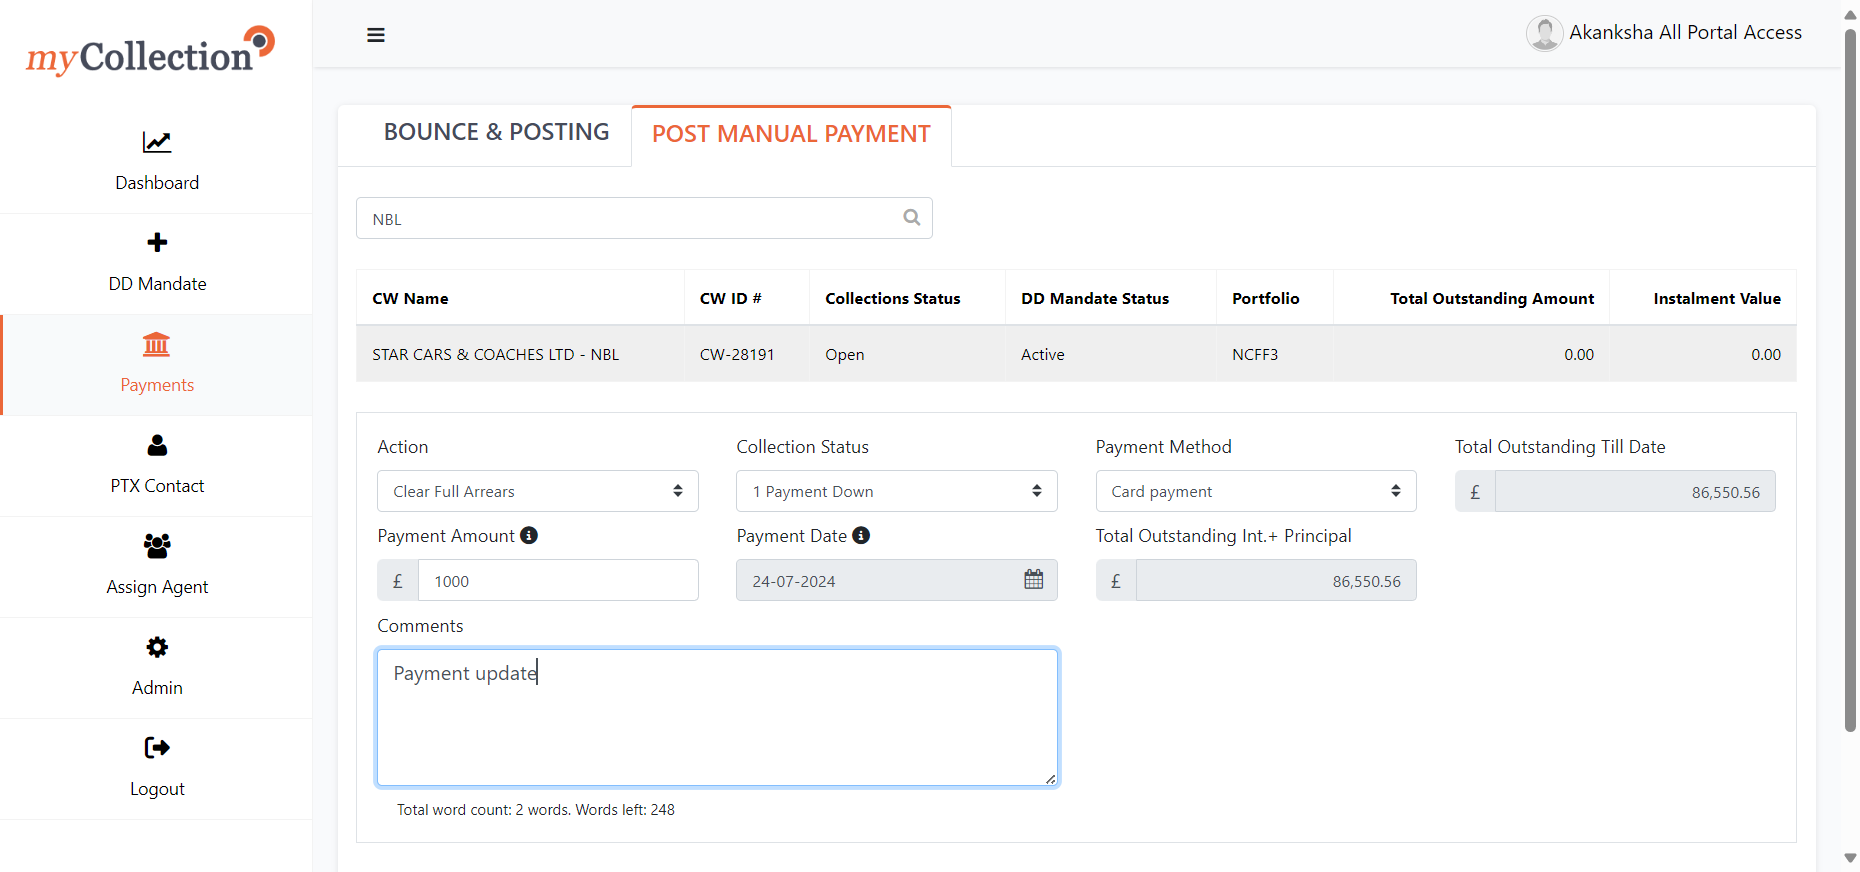 myCollection
Akanksha All Portal Access
Dashboard
DD Mandate
Payments
PTX Contact
Assign Agent
Admin
Logout
BOUNCE & POSTING
POST MANUAL PAYMENT
NBL
CW Name CW ID # Collections Status DD Mandate Status Portfolio Total Outstanding Amount Instalment Value
STAR CARS & COACHES LTD - NBL CW-28191 Open Active NCFF3 0.00 0.00
Action Collection Status Payment Method Total Outstanding Till Date
Clear Full Arrears 1 Payment Down Card payment £ 86,550.56
Payment Amount Payment Date Total Outstanding Int.+ Principal
£ 1000 24-07-2024 £ 86,550.56
Comments
Payment update
Total word count: 2 words. Words left: 248